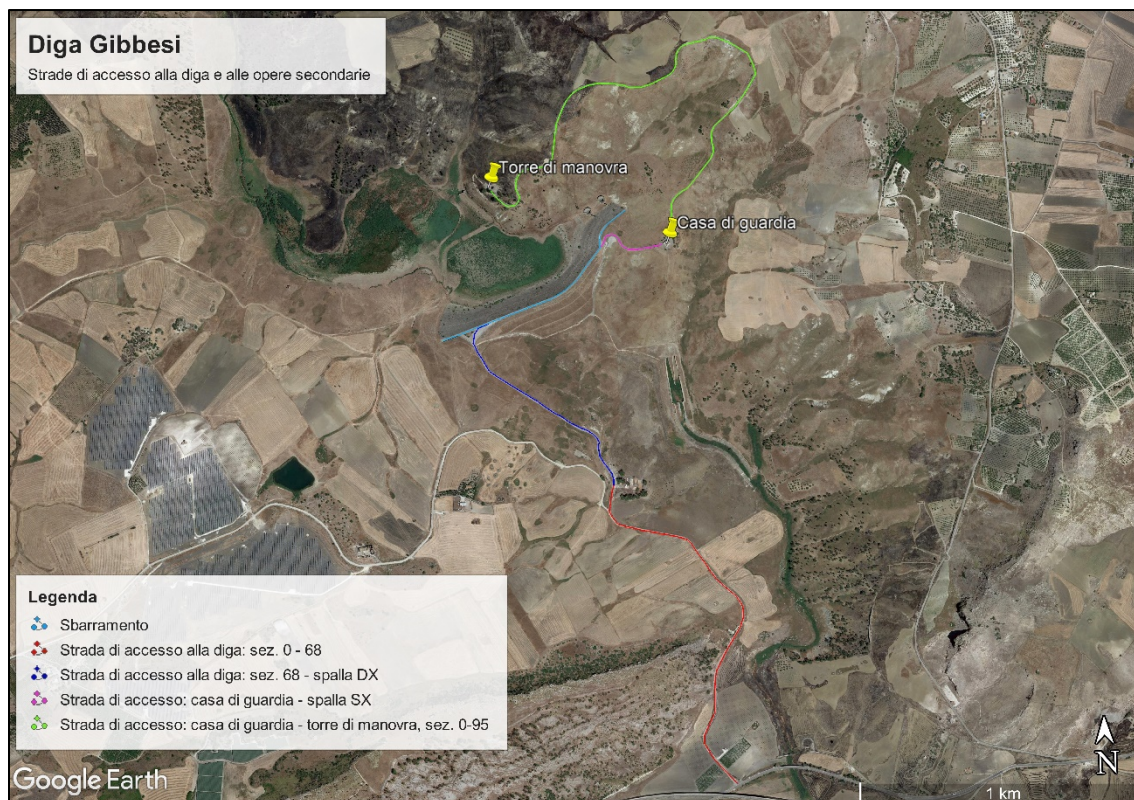 Diga Gibbesi
Strade di accesso alla diga e alle opere secondarie
Torre di manovra
Casa di guardia
Legenda
Sbarramento
Strada di accesso alla diga: sez. 0 - 68
Strada di accesso alla diga: sez. 68 - spalla DX
Strada di accesso: casa di guardia - spalla SX
Strada di accesso: casa di guardia - torre di manovra, sez. 0-95
Google Earth
N
1 km